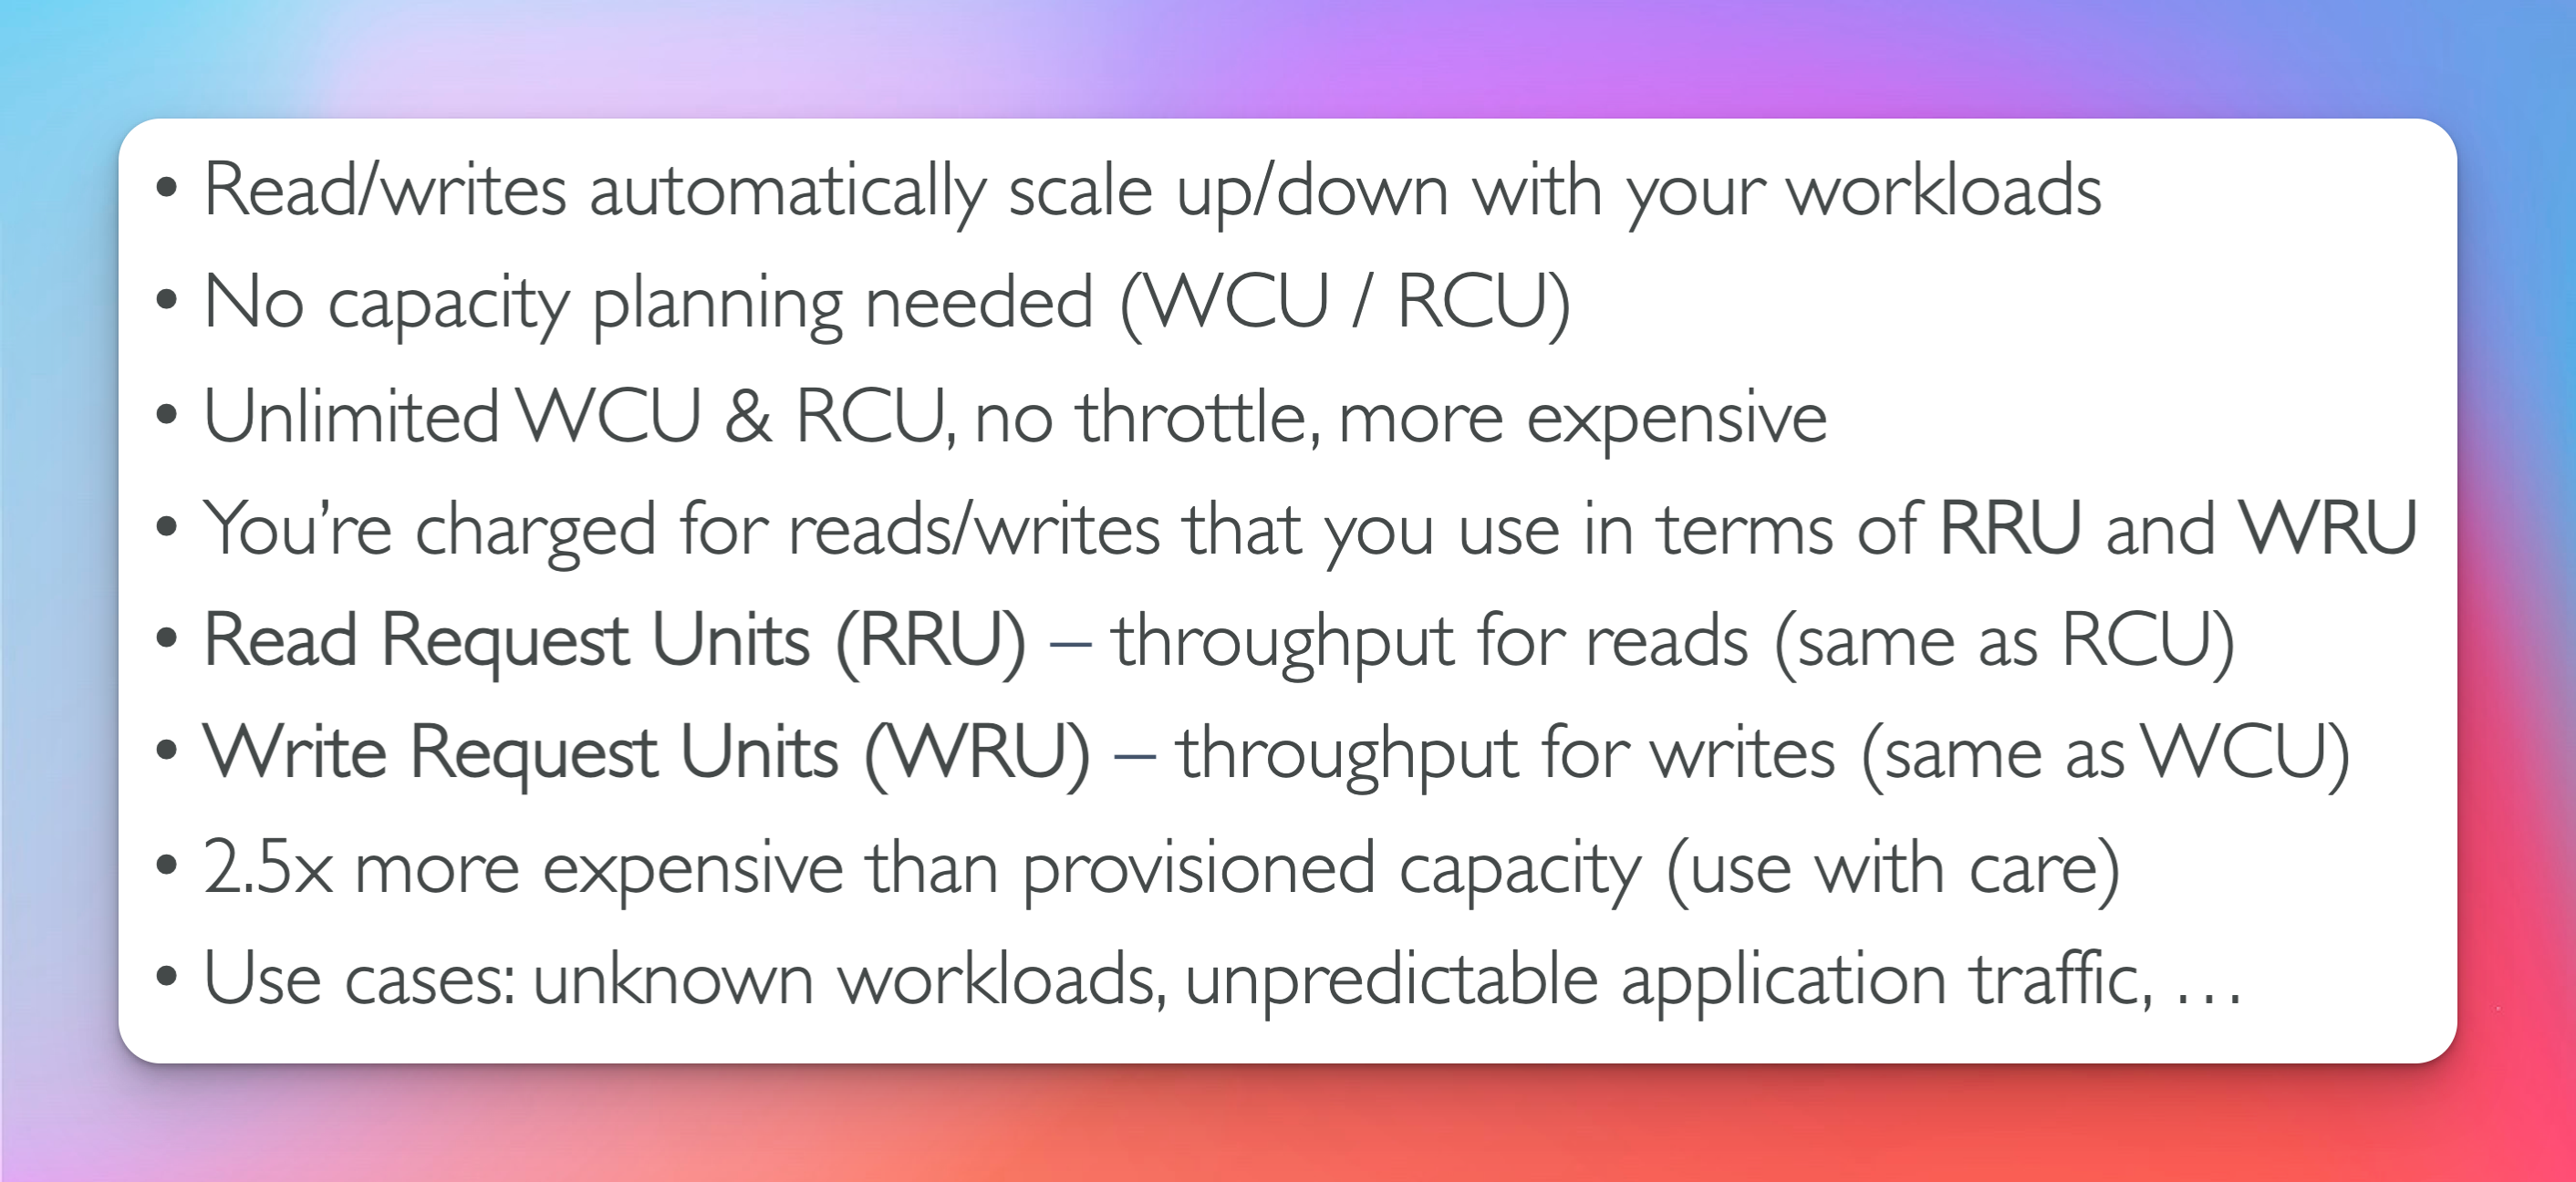 • Read/writes automatically scale up/down with your workloads
• No capacity planning needed (WCU / RCU)
• Unlimited WCU & RCU, no throttle, more expensive
• You’re charged for reads/writes that you use in terms of RRU and WRU
• Read Request Units (RRU) – throughput for reads (same as RCU)
• Write Request Units (WRU) – throughput for writes (same as WCU)
• 2.5x more expensive than provisioned capacity (use with care)
• Use cases: unknown workloads, unpredictable application traffic, …